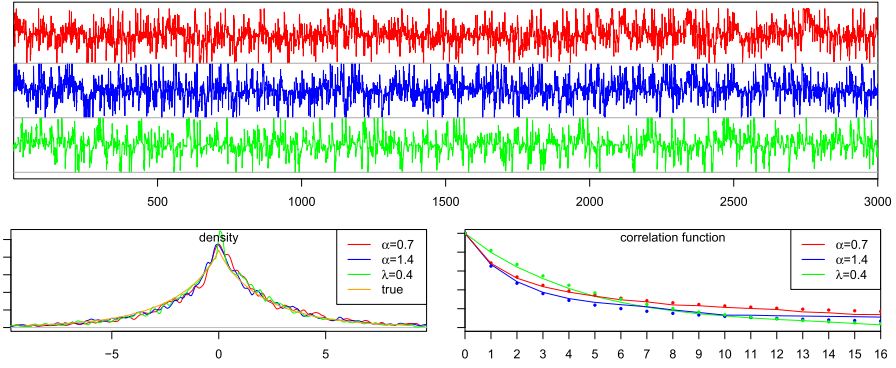 500 1000 1500 2000 2500 3000
density
α=0.7
α=1.4
λ=0.4
true
−5 0 5
correlation function
α=0.7
α=1.4
λ=0.4
0 1 2 3 4 5 6 7 8 9 10 11 12 13 14 15 16